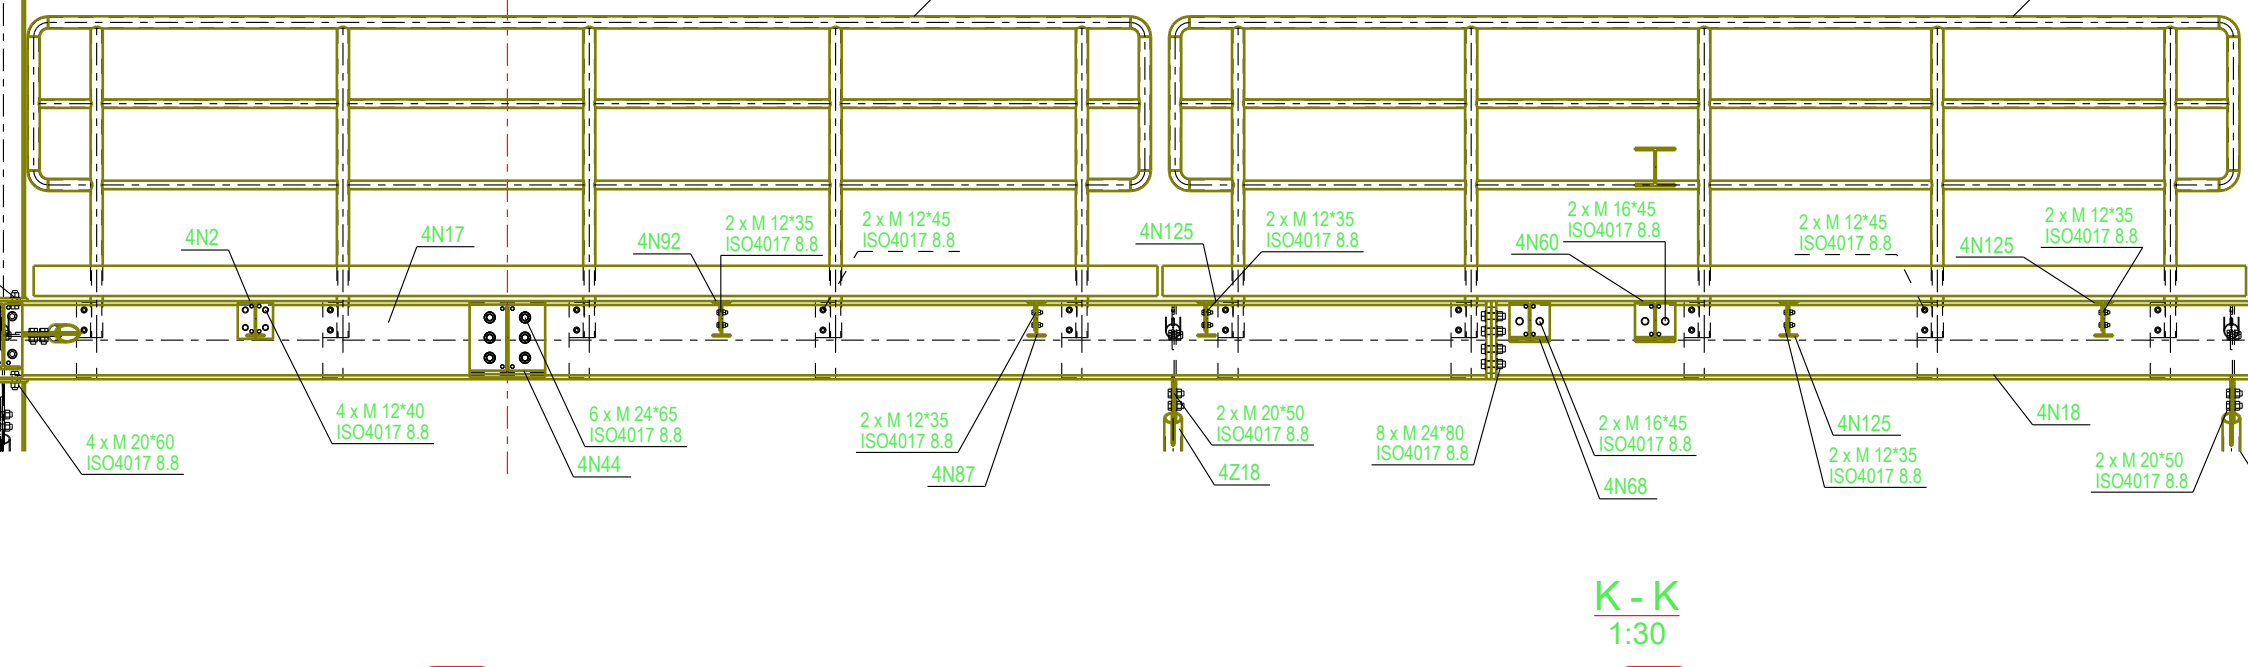 4N2
4N17
4N92
2 x M 12*35
ISO4017 8.8
2 x M 12*45
ISO4017 8.8
4N125
2 x M 12*35
ISO4017 8.8
4N60
2 x M 16*45
ISO4017 8.8
2 x M 12*45
ISO4017 8.8
4N125
2 x M 12*35
ISO4017 8.8
4 x M 20*60
ISO4017 8.8
4 x M 12*40
ISO4017 8.8
6 x M 24*65
ISO4017 8.8
4N44
2 x M 12*35
ISO4017 8.8
4N87
2 x M 20*50
ISO4017 8.8
4Z18
8 x M 24*80
ISO4017 8.8
2 x M 16*45
ISO4017 8.8
4N68
4N125
2 x M 12*35
ISO4017 8.8
4N18
2 x M 20*50
ISO4017 8.8
K - K
1:30